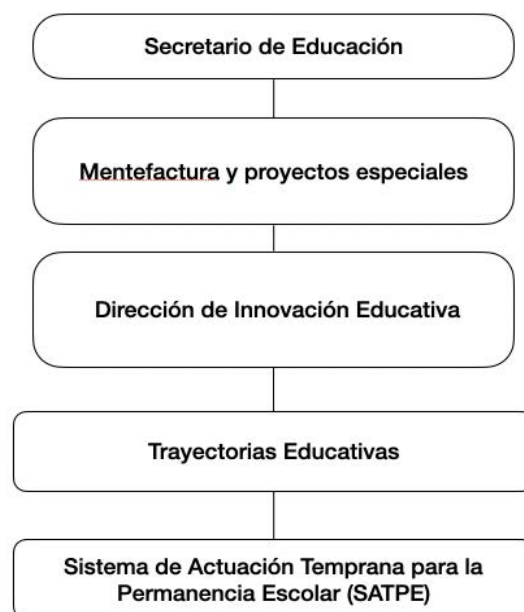 Secretario de Educación
Mentefactura y proyectos especiales
Dirección de Innovación Educativa
Trayectorias Educativas
Sistema de Actuación Temprana para la
Permanencia Escolar (SATPE)